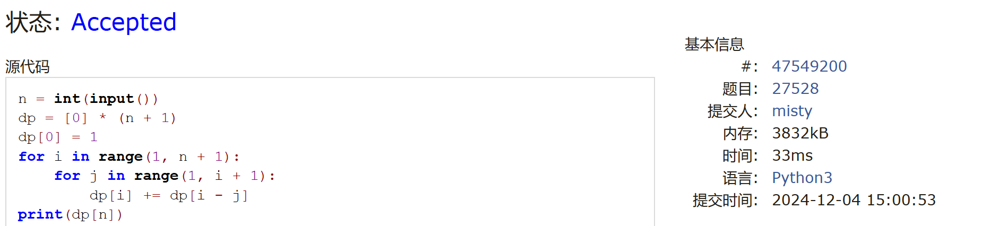 状态: Accepted
源代码
n = int(input())
dp = [0] * (n + 1)
dp[0] = 1
for i in range(1, n + 1):
    for j in range(1, i + 1):
        dp[i] += dp[i - j]
print(dp[n])
基本信息
#: 47549200
题目: 27528
提交人: misty
内存: 3832kB
时间: 33ms
语言: Python3
提交时间: 2024-12-04 15:00:53